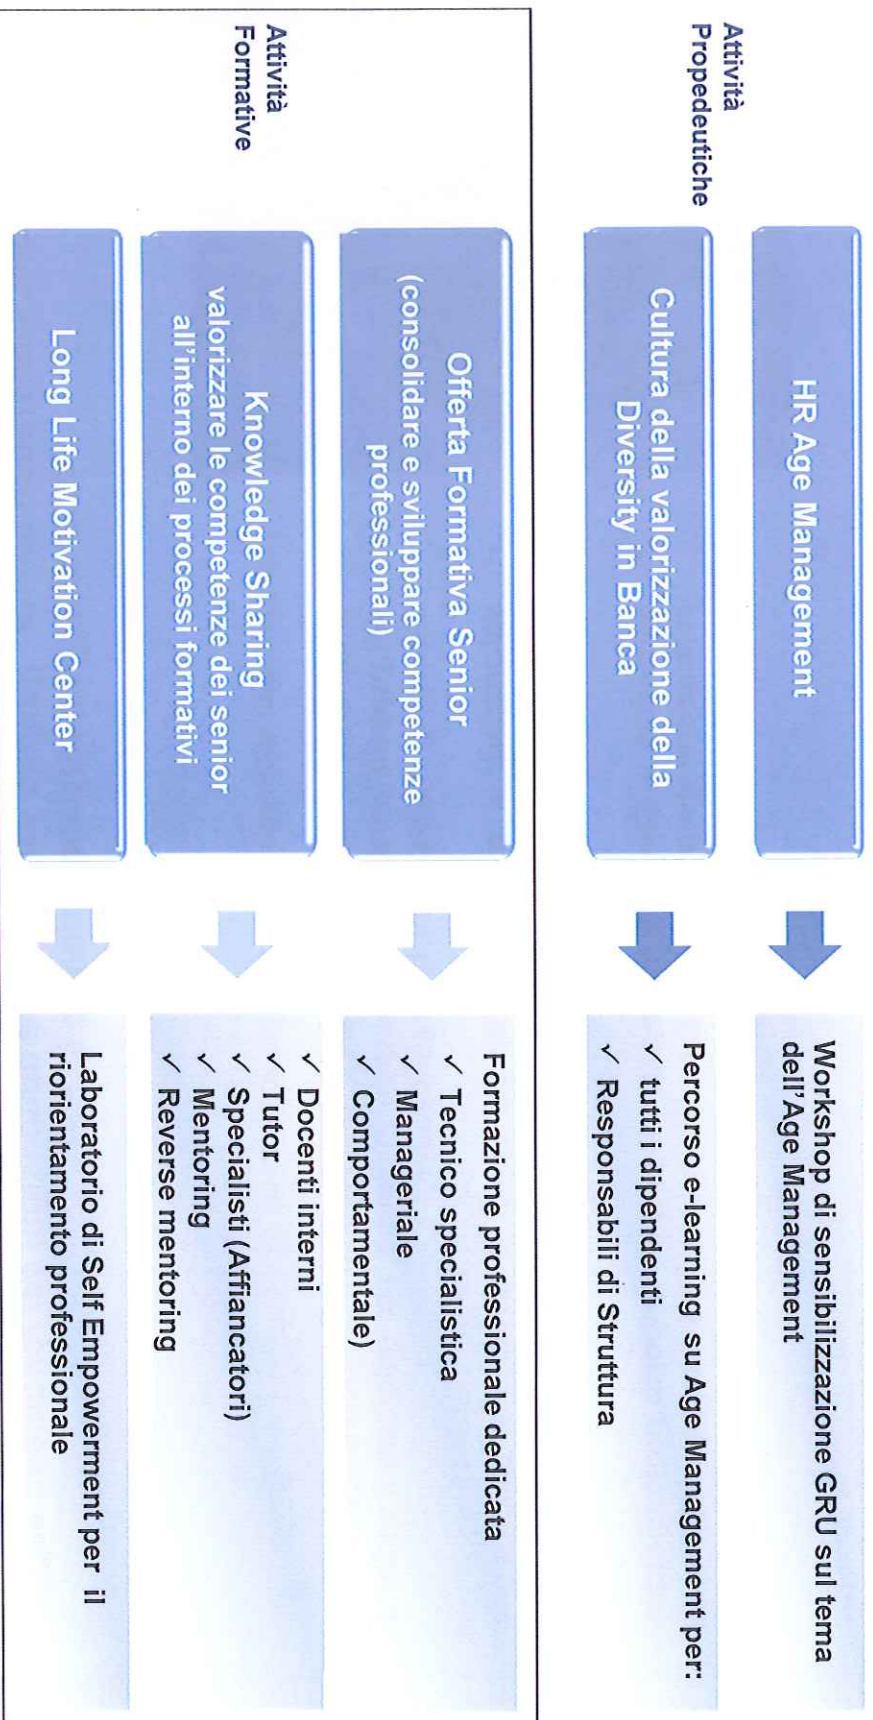 Attività
Propedeutiche
HR Age Management
Workshop di sensibilizzazione GRU sul tema
dell'Age Management
Cultura della valorizzazione della
Diversity in Banca
Percorso e-learning su Age Management per:
✓ tutti i dipendenti
✓ Responsabili di Struttura
Attività
Formative
Offerta Formativa Senior
(consolidare e sviluppare competenze
professionali)
Formazione professionale dedicata
✓ Tecnico specialistica
✓ Manageriale
✓ Comportamentale)
Knowledge Sharing
valorizzare le competenze dei senior
all'interno dei processi formativi
✓ Docenti interni
✓ Tutor
✓ Specialisti (Affiancatori)
✓ Mentoring
✓ Reverse mentoring
Long Life Motivation Center
Laboratorio di Self Empowerment per il
riorientamento professionale